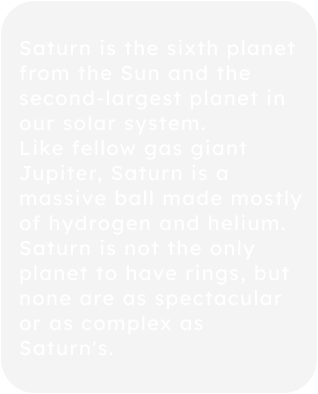 Saturn is the sixth planet
from the Sun and the
second-largest planet in
our solar system.
Like fellow gas giant
Jupiter, Saturn is a
massive ball made mostly
of hydrogen and helium.
Saturn is not the only
planet to have rings, but
none are as spectacular
or as complex as
Saturn's.